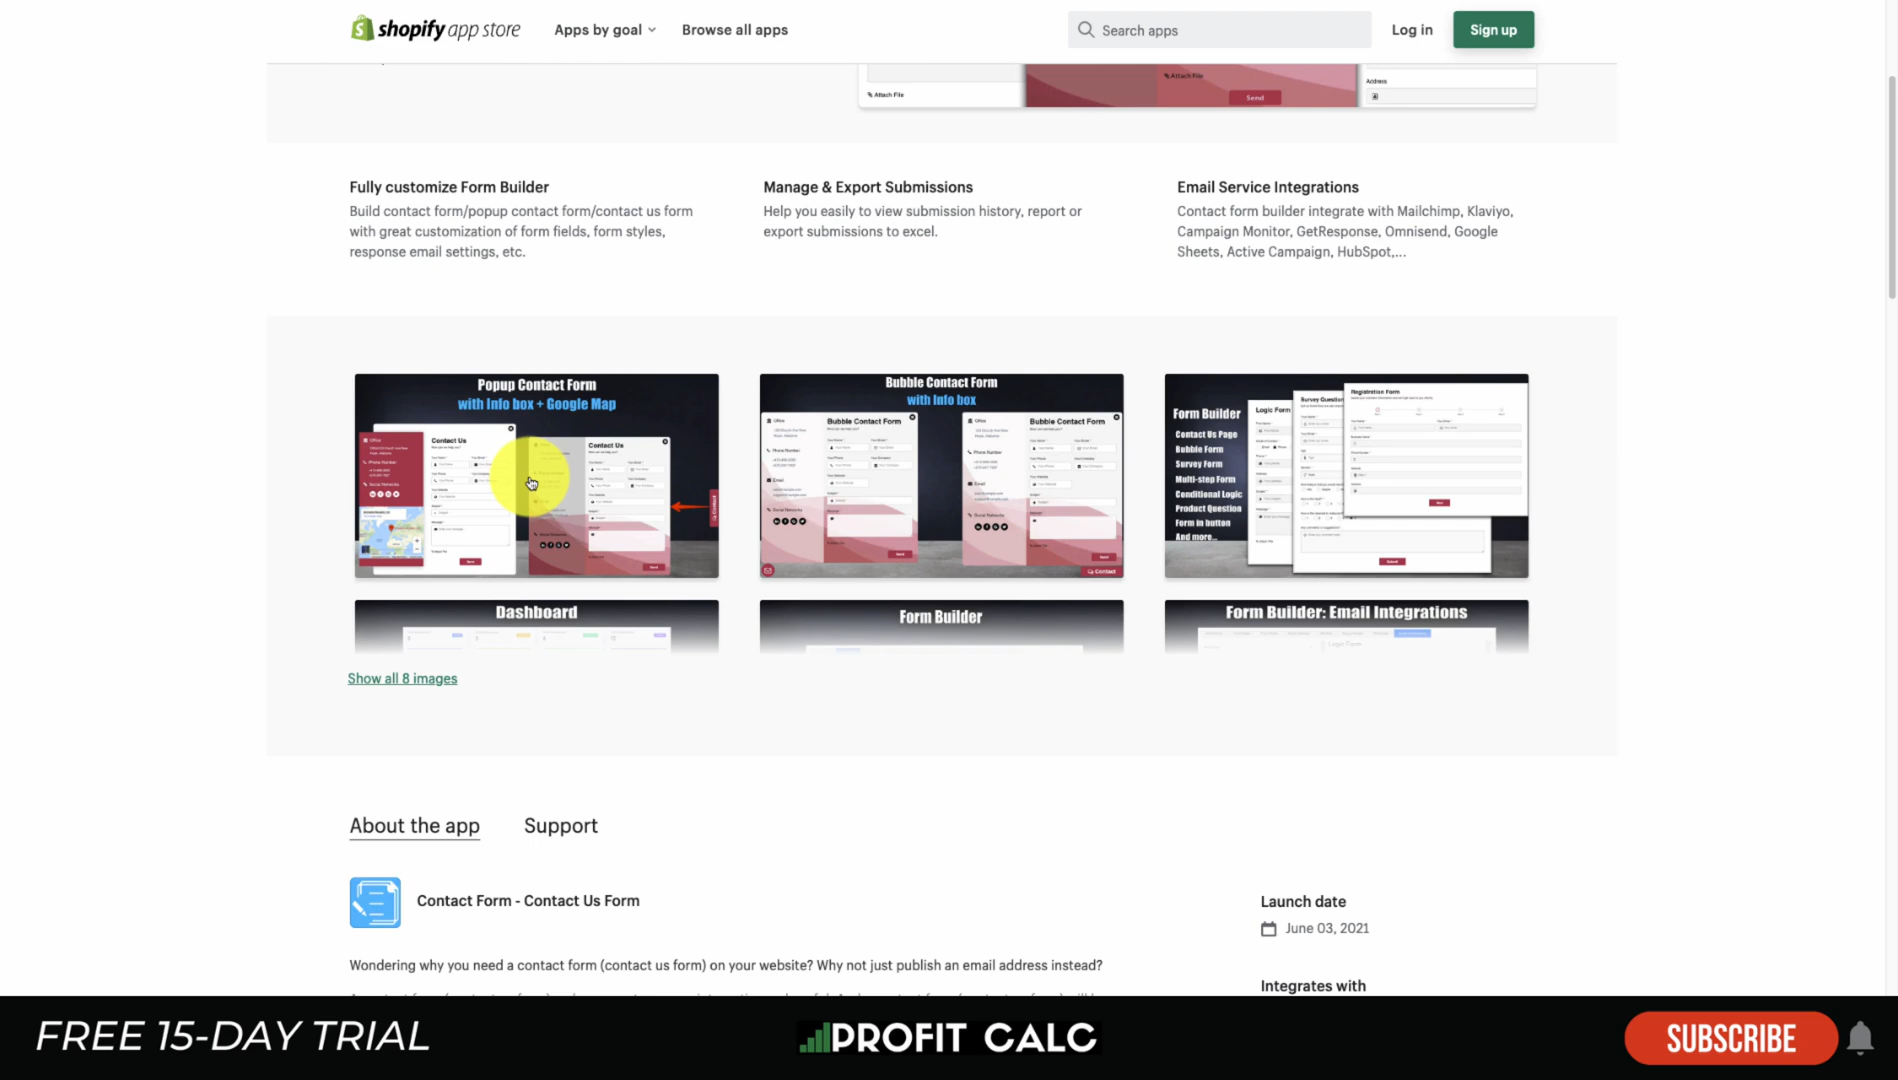 shopify app store
Apps by goal
Browse all apps
Search apps
Log in
Sign up
Attach File
Attach File
Send
Address
Fully customize Form Builder
Build contact form/popup contact form/contact us form
with great customization of form fields, form styles,
response email settings, etc.
Manage & Export Submissions
Help you easily to view submission history, report or
export submissions to excel.
Email Service Integrations
Contact form builder integrate with Mailchimp, Klaviyo,
Campaign Monitor, GetResponse, Omnisend, Google
Sheets, Active Campaign, HubSpot,...
Popup Contact Form
with Info box + Google Map
Contact Us
Contact Us
Bubble Contact Form
with Info box
Bubble Contact Form
Bubble Contact Form
Contact
Form Builder
Contact Us Page
Bubble Form
Survey Form
Multi-step Form
Conditional Logic
Product Question
Form in button
And more...
Logic Form
Survey Question
Registration Form
Dashboard
Form Builder
Form Builder: Email Integrations
Show all 8 images
About the app
Support
Contact Form - Contact Us Form
Launch date
June 03, 2021
Wondering why you need a contact form (contact us form) on your website? Why not just publish an email address instead?
Integrates with
FREE 15-DAY TRIAL
PROFIT CALC
SUBSCRIBE